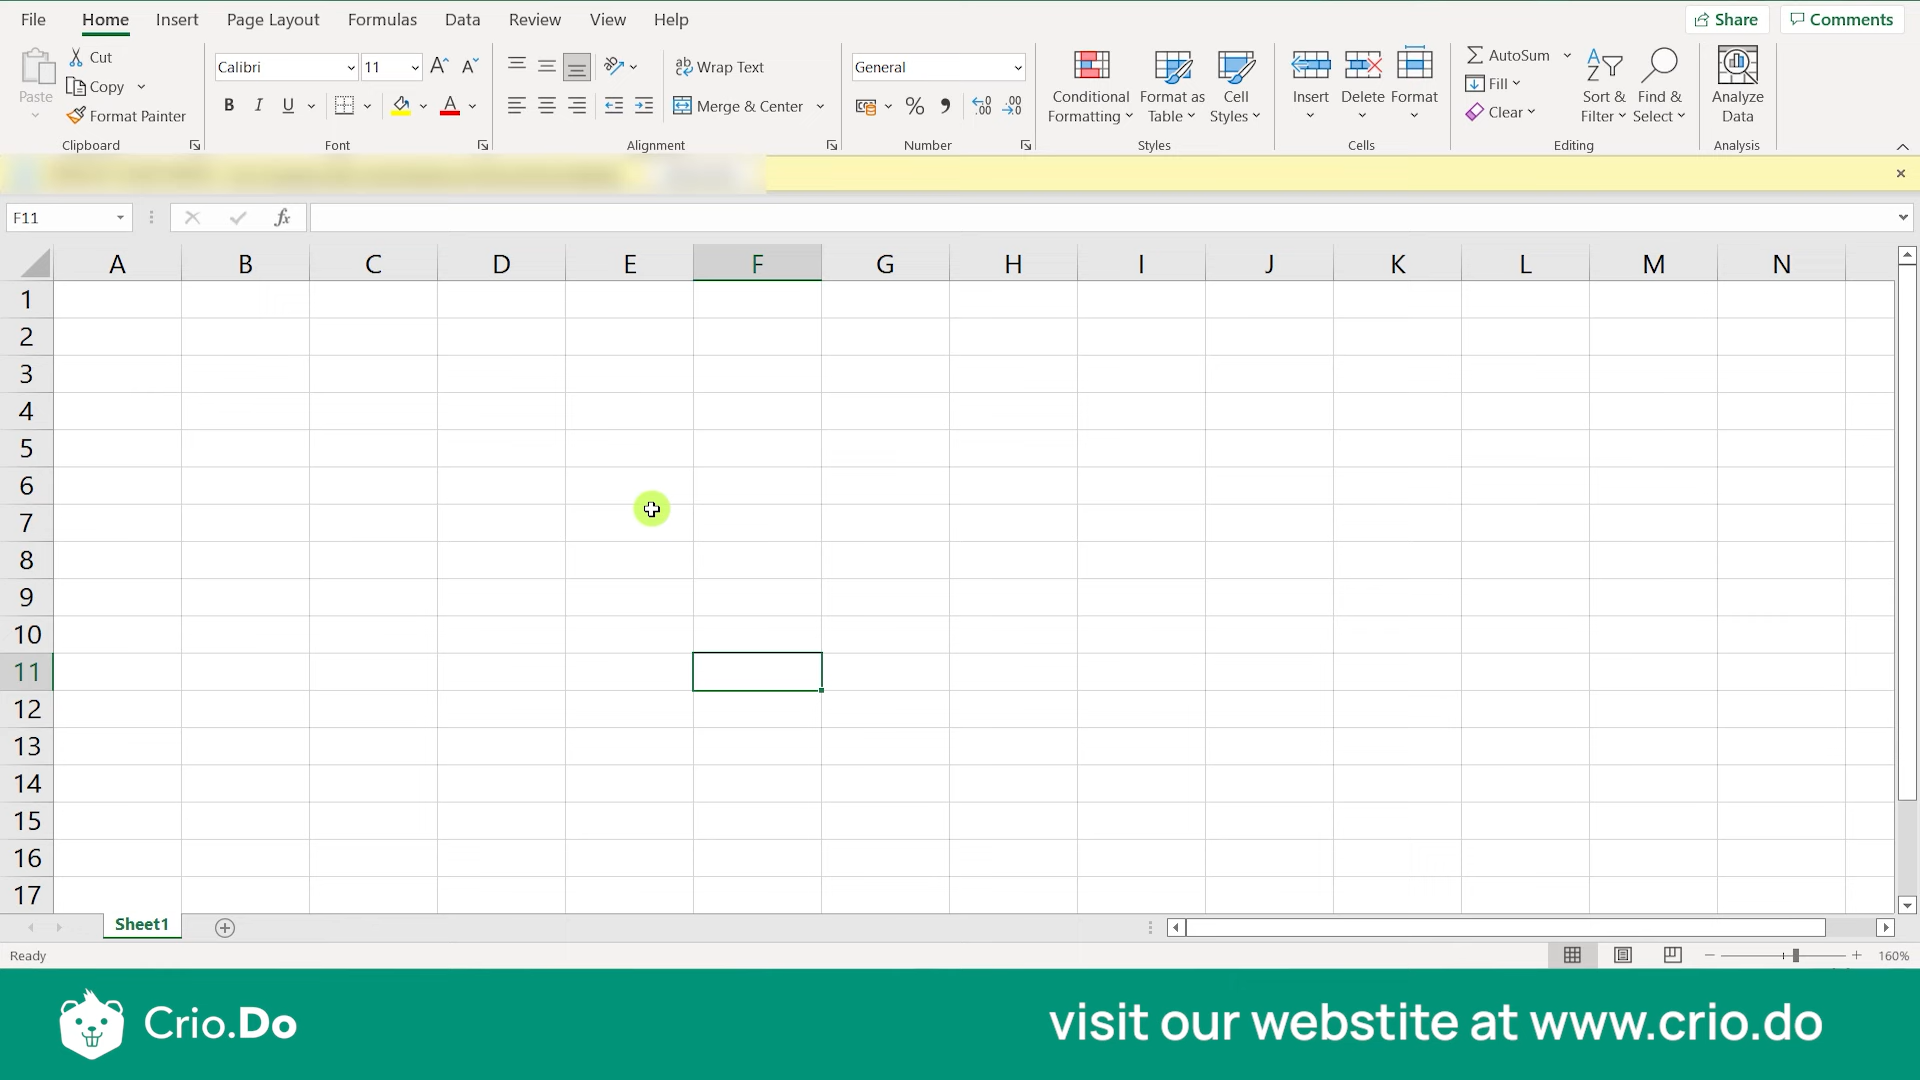 File Home Insert Page Layout Formulas Data Review View Help Share Comments
Paste Cut Copy Format Painter Clipboard
Calibri 11 B I U A Font
ab Wrap Text Merge & Center Alignment
General % Number
Conditional Formatting Format as Table Cell Styles Styles
Insert Delete Format Cells
AutoSum Fill Clear Sort & Filter Find & Select Editing
Analyze Data Analysis
F11 fx
A B C D E F G H I J K L M N
1
2
3
4
5
6
7
8
9
10
11
12
13
14
15
16
17
Sheet1
Ready 160%
Crio.Do visit our webstite at www.crio.do